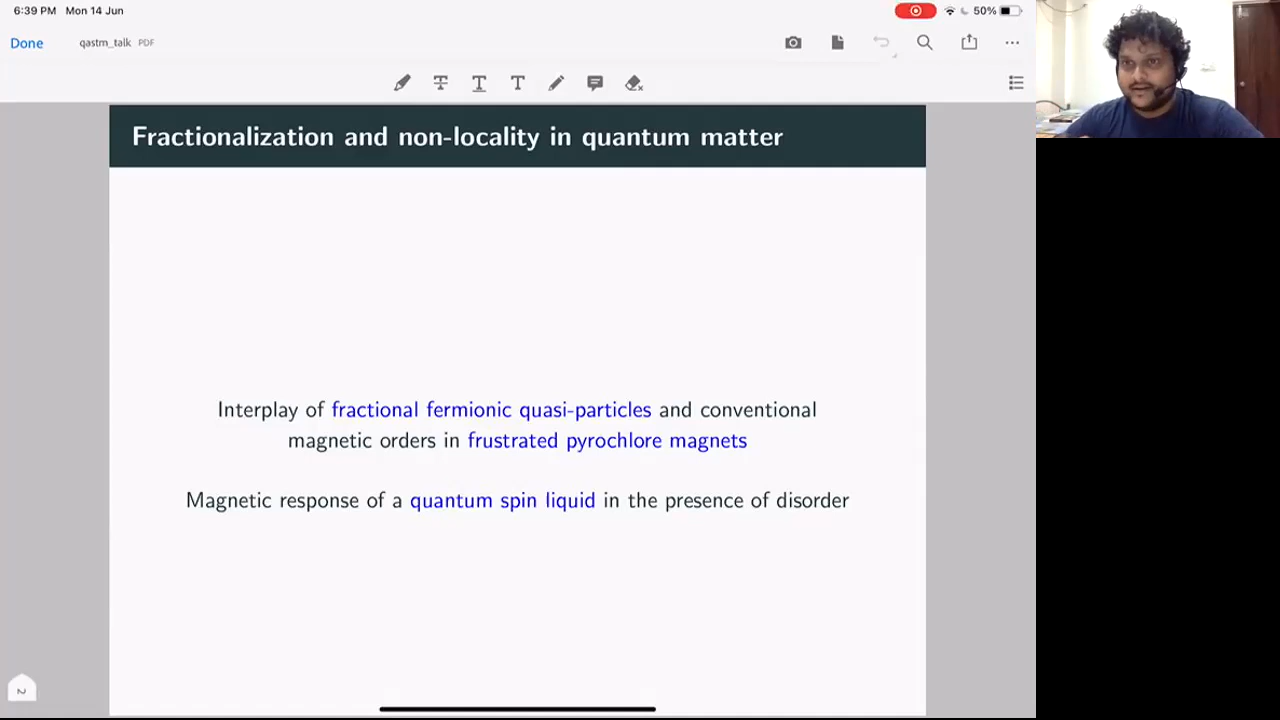 6:39 PM Mon 14 Jun
50%
Done
qastm_talk PDF
T T T
Fractionalization and non-locality in quantum matter
Interplay of fractional fermionic quasi-particles and conventional
magnetic orders in frustrated pyrochlore magnets
Magnetic response of a quantum spin liquid in the presence of disorder
2